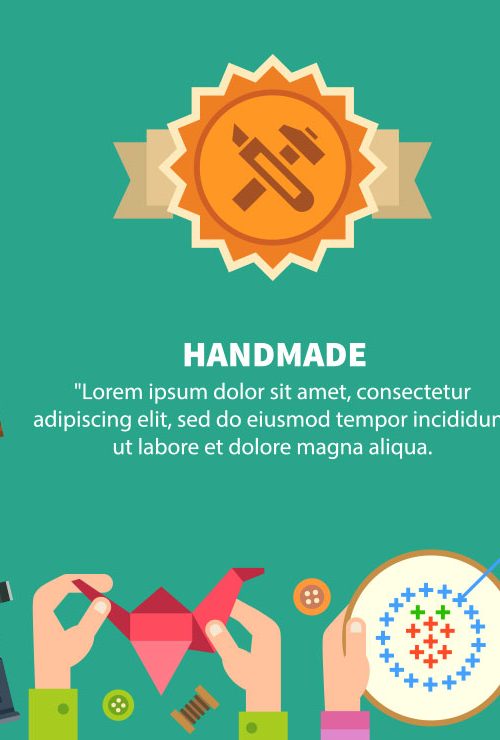 HANDMADE
"Lorem ipsum dolor sit amet, consectetur
adipiscing elit, sed do eiusmod tempor incididun
ut labore et dolore magna aliqua.